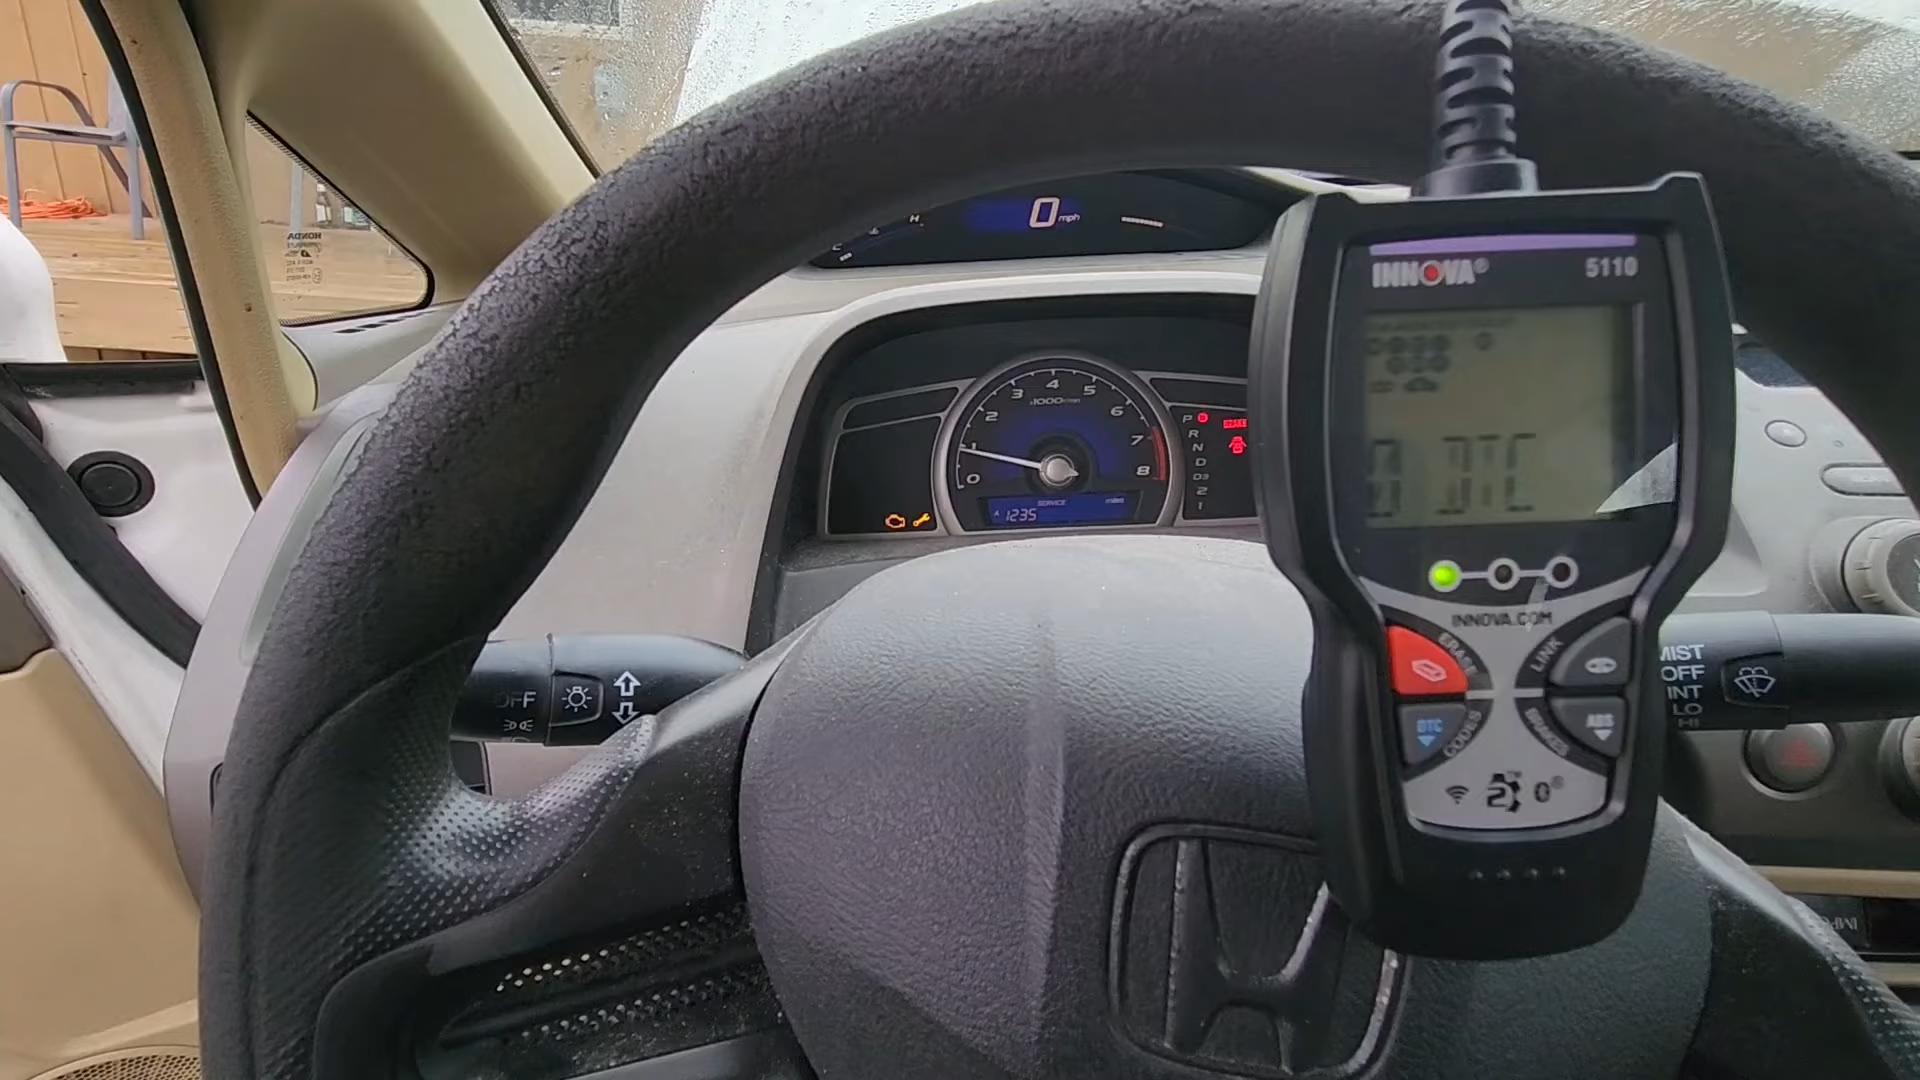 0 mph
H
C
INNOVA® 5110
0 1 2 3 4 5 6 7 8
x1000r/min
P
R
N
D
D3
2
1
BRAKE
SERVICE miles
A 1235
0 DTC
INNOVA.COM
ERASE
LINK
DTC
CODES
BRAKES
ABS
OFF
MIST
OFF
INT
LO
HI
HONDA
2